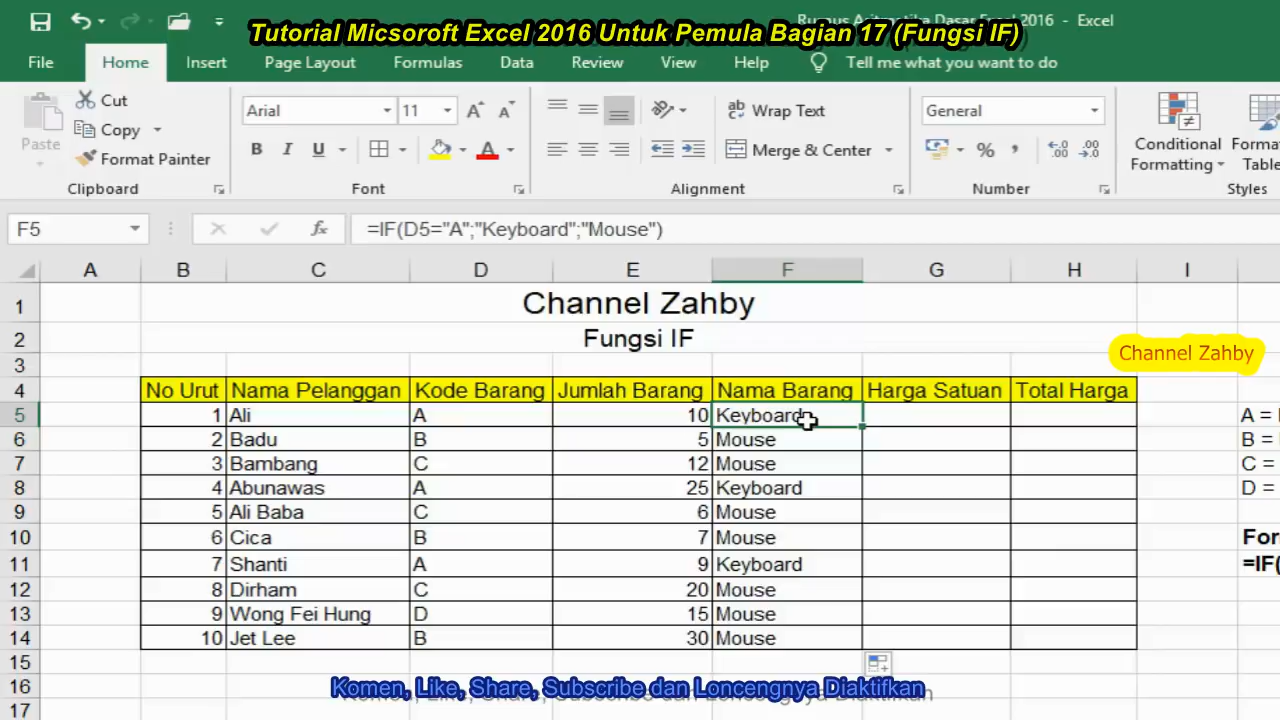 Rumus Aritmatika Dasar Excel 2016 - Excel
Tutorial Micsoroft Excel 2016 Untuk Pemula Bagian 17 (Fungsi IF)
File Home Insert Page Layout Formulas Data Review View Help Tell me what you want to do
Cut
Copy
Paste
Format Painter
Clipboard
Arial 11
B I U A
Font
Wrap Text
Merge & Center
Alignment
General
% ,
Number
Conditional
Formatting
Styles
F5 fx =IF(D5="A";"Keyboard";"Mouse")
A B C D E F G H I
1 Channel Zahby
2 Fungsi IF
Channel Zahby
3
4 No Urut Nama Pelanggan Kode Barang Jumlah Barang Nama Barang Harga Satuan Total Harga
5 1 Ali A 10 Keyboard A =
6 2 Badu B 5 Mouse B =
7 3 Bambang C 12 Mouse C =
8 4 Abunawas A 25 Keyboard D =
9 5 Ali Baba C 6 Mouse
10 6 Cica B 7 Mouse
11 7 Shanti A 9 Keyboard =IF(
12 8 Dirham C 20 Mouse
13 9 Wong Fei Hung D 15 Mouse
14 10 Jet Lee B 30 Mouse
15
16 Komen, Like, Share, Subscribe dan Loncengnya Diaktifkan
17